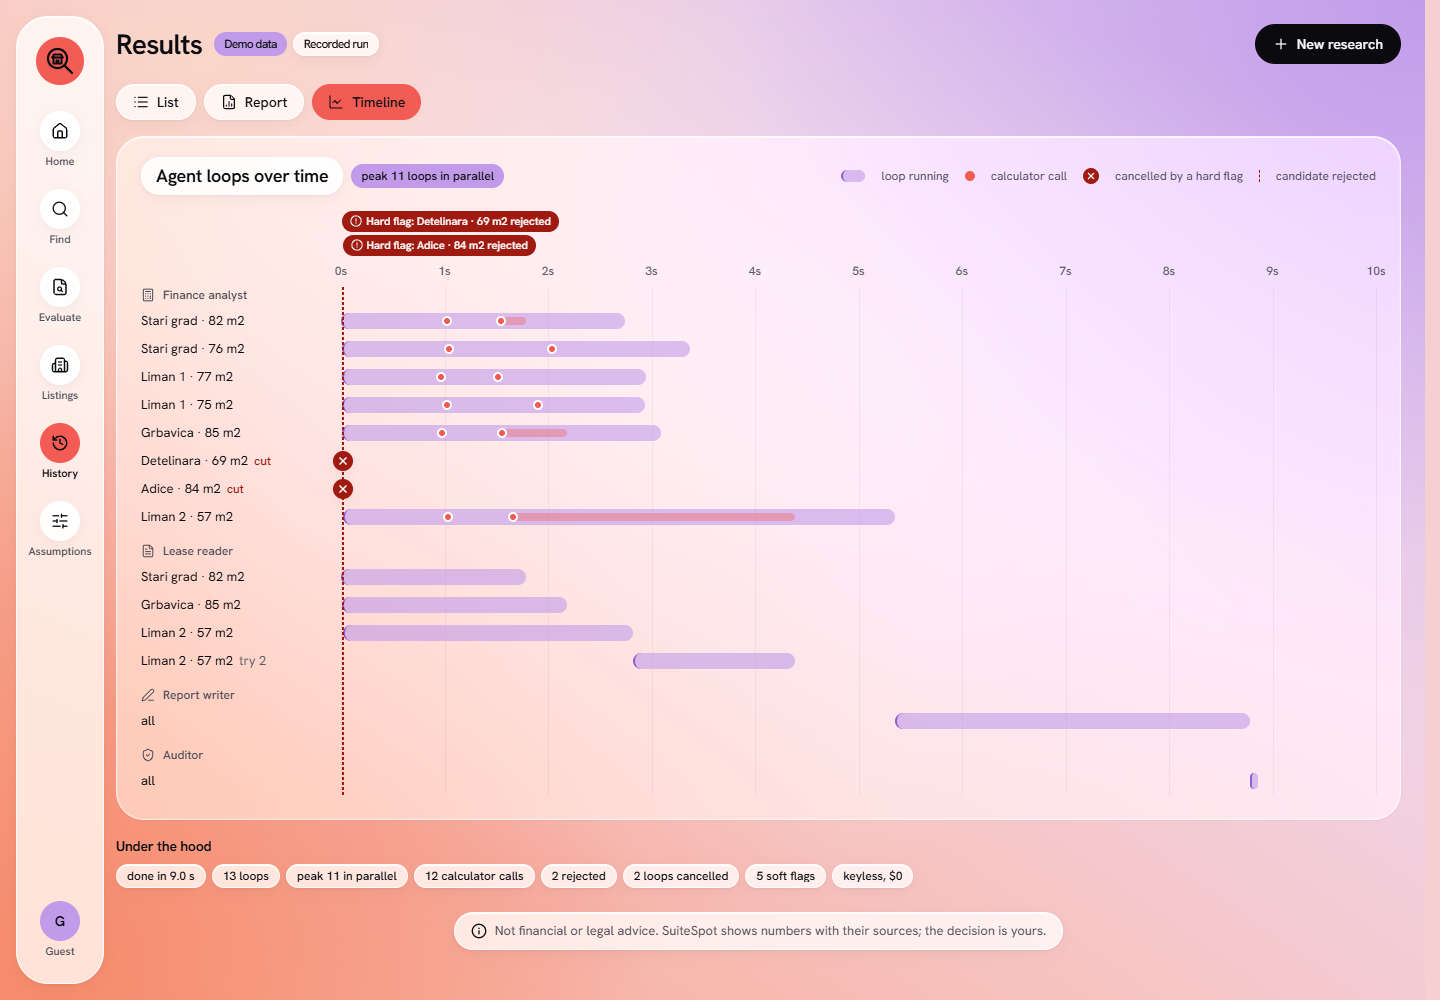 Results
Demo data
Recorded run
New research
List
Report
Timeline
Home
Find
Evaluate
Listings
History
Assumptions
G
Guest
Agent loops over time
peak 11 loops in parallel
loop running
calculator call
cancelled by a hard flag
candidate rejected
Hard flag: Detelinara · 69 m2 rejected
Hard flag: Adice · 84 m2 rejected
0s 1s 2s 3s 4s 5s 6s 7s 8s 9s 10s
Finance analyst
Stari grad · 82 m2
Stari grad · 76 m2
Liman 1 · 77 m2
Liman 1 · 75 m2
Grbavica · 85 m2
Detelinara · 69 m2 cut
Adice · 84 m2 cut
Liman 2 · 57 m2
Lease reader
Stari grad · 82 m2
Grbavica · 85 m2
Liman 2 · 57 m2
Liman 2 · 57 m2 try 2
Report writer
all
Auditor
all
Under the hood
done in 9.0 s
13 loops
peak 11 in parallel
12 calculator calls
2 rejected
2 loops cancelled
5 soft flags
keyless, $0
Not financial or legal advice. SuiteSpot shows numbers with their sources; the decision is yours.